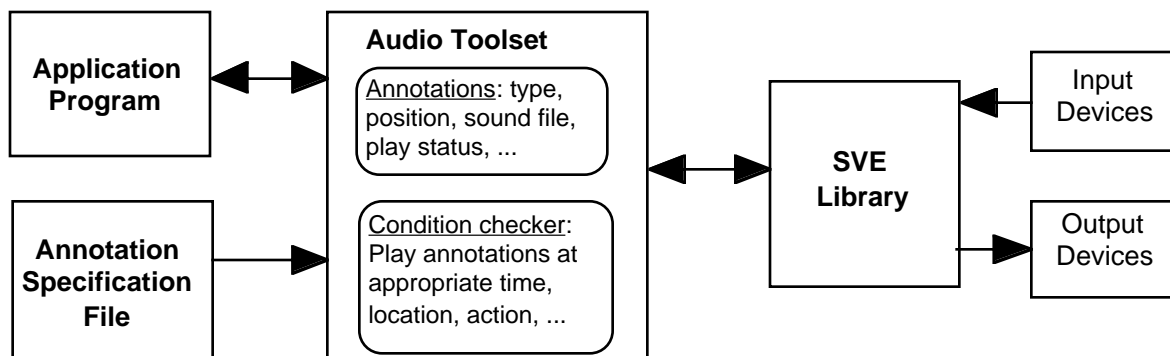 Application
Program
Annotation
Specification
File
Audio Toolset
Annotations: type,
position, sound file,
play status, ...
Condition checker:
Play annotations at
appropriate time,
location, action, ...
SVE
Library
Input
Devices
Output
Devices